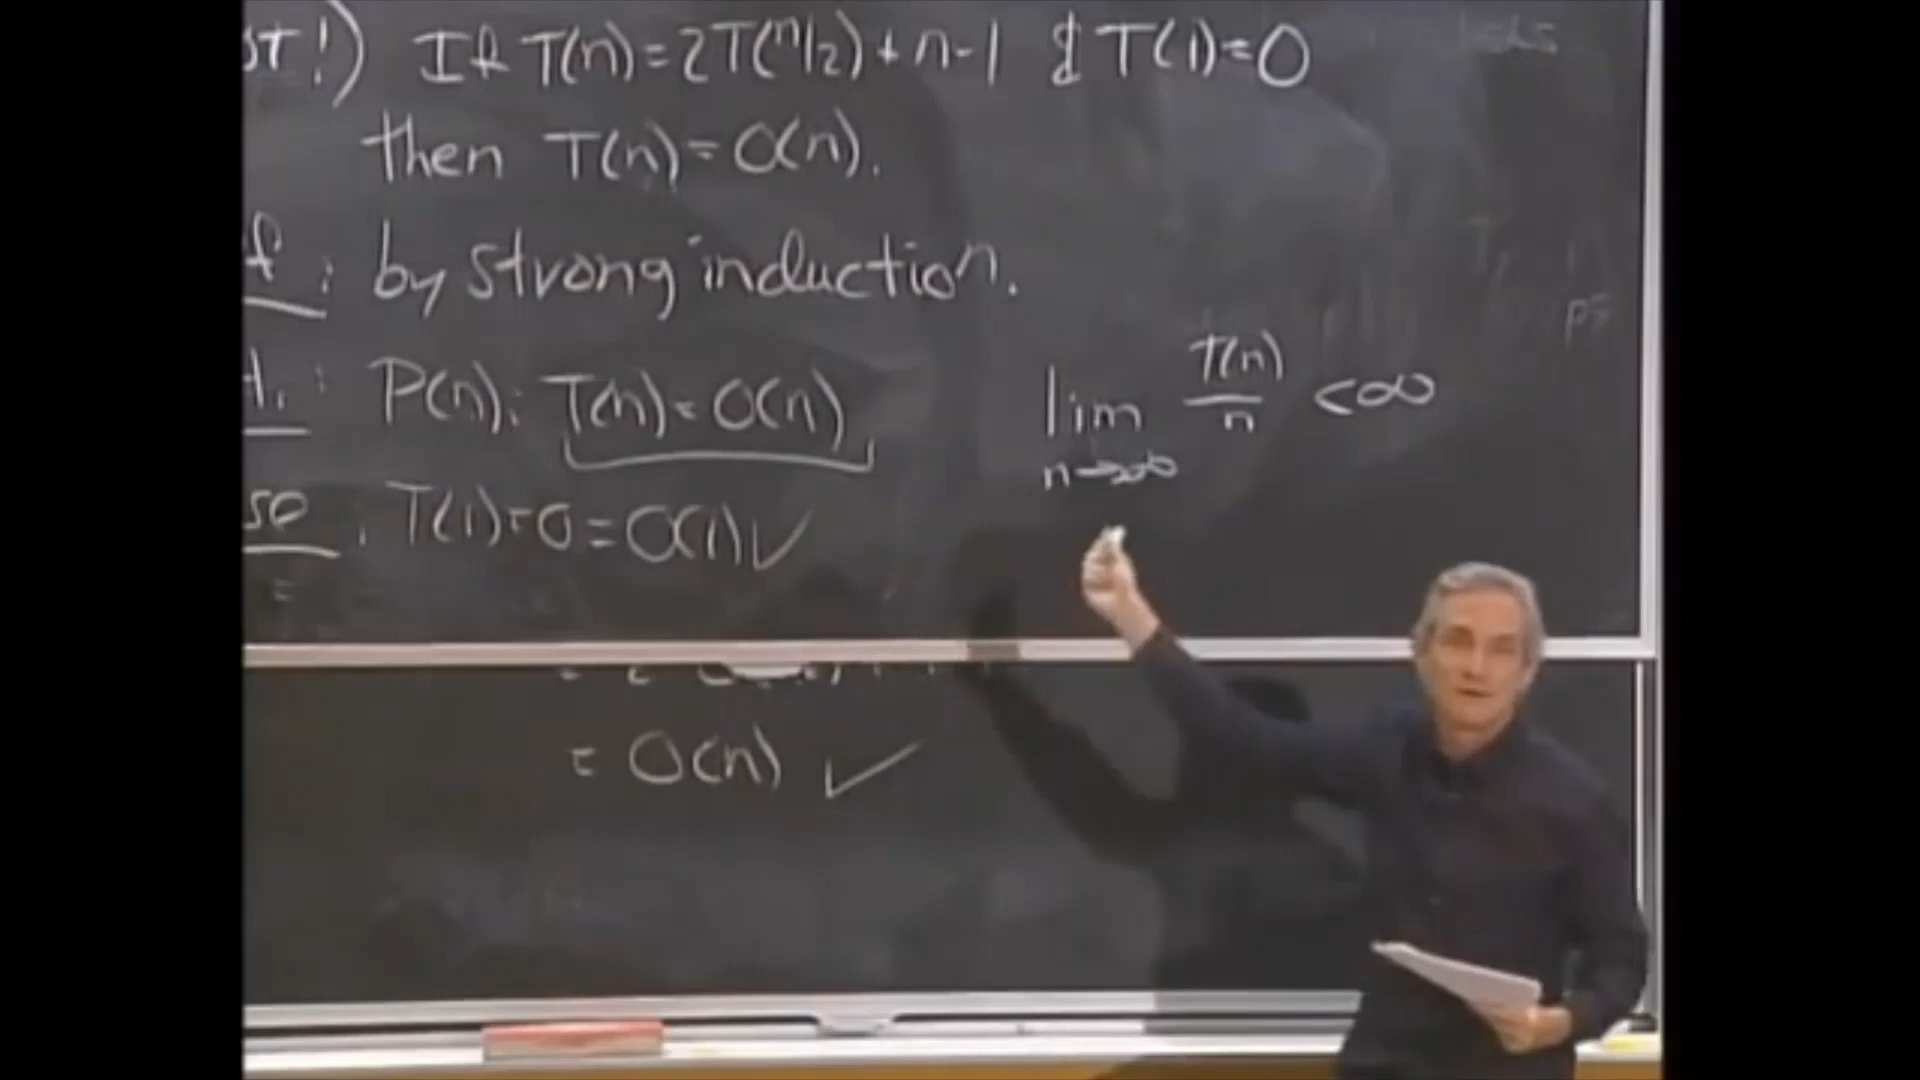 st!) If T(n)=2T(n/2)+n-1 & T(1)=0
then T(n)=O(n).
f: by strong induction.
H.: P(n): T(n)=O(n)
lim n→∞ T(n)/n <∞
se: T(1)=0=O(1)✓
= O(n) ✓